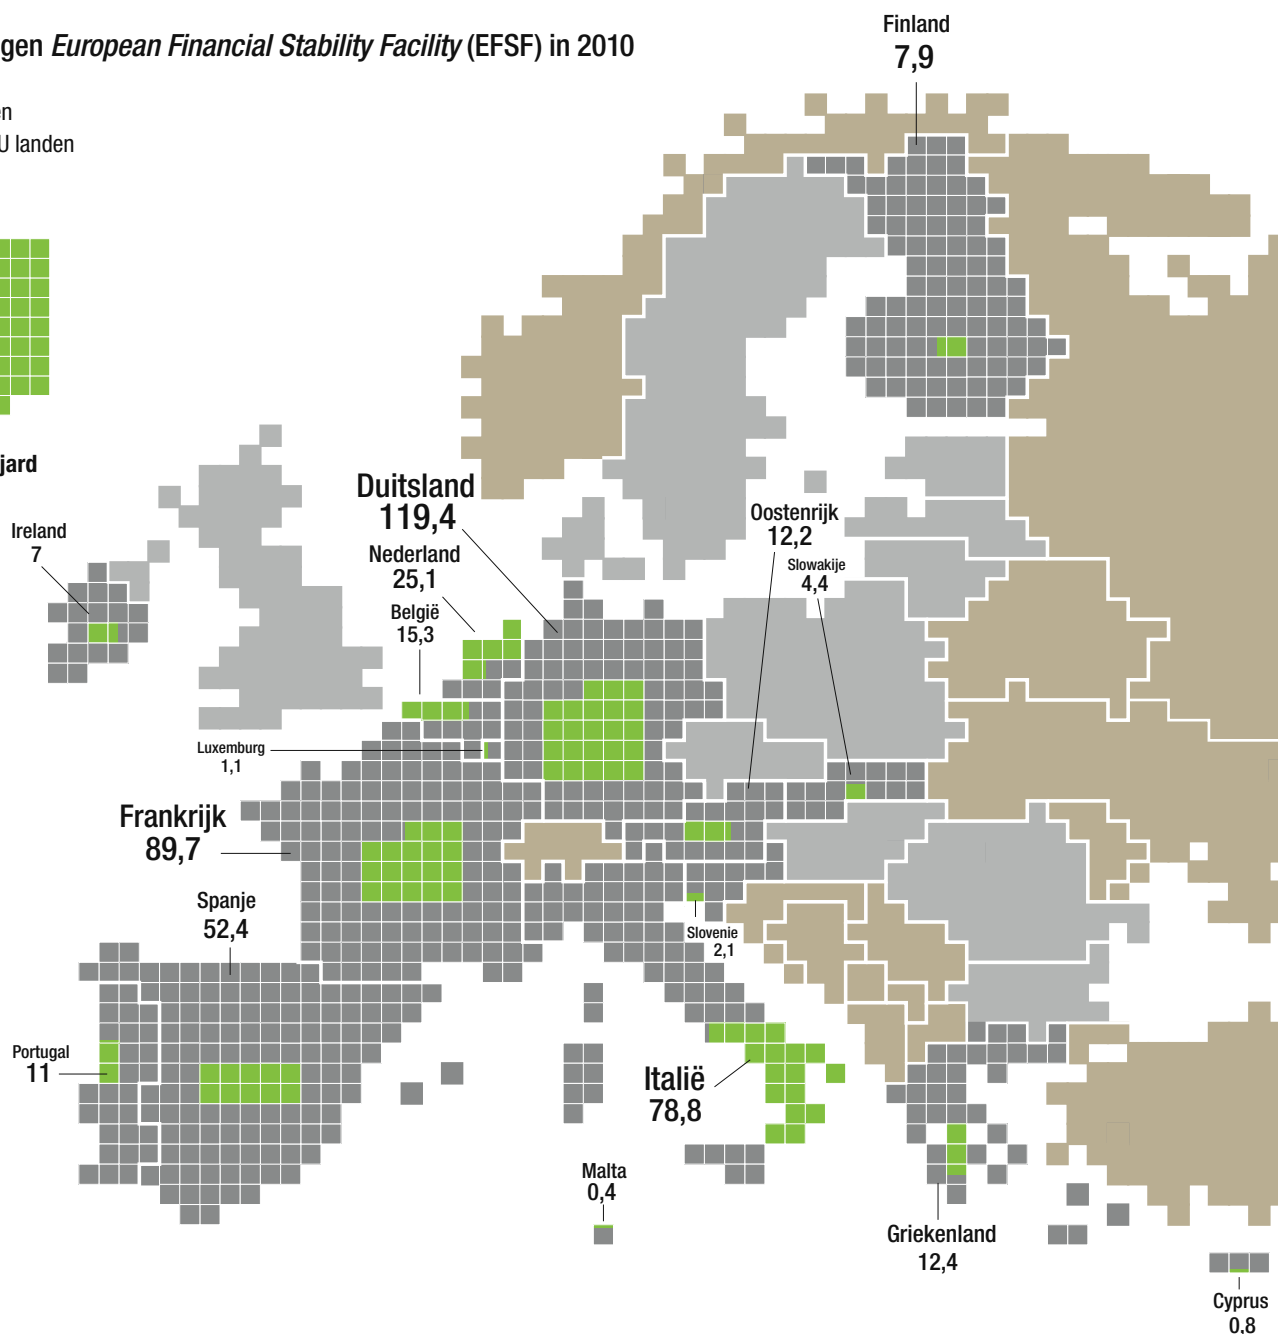 gen European Financial Stability Facility (EFSF) in 2010
en
U landen
jard
Finland
7,9
Duitsland
119,4
Nederland
25,1
België
15,3
Oostenrijk
12,2
Slowakije
4,4
Ireland
7
Luxemburg
1,1
Frankrijk
89,7
Spanje
52,4
Slovenie
2,1
Portugal
11
Italië
78,8
Malta
0,4
Griekenland
12,4
Cyprus
0,8